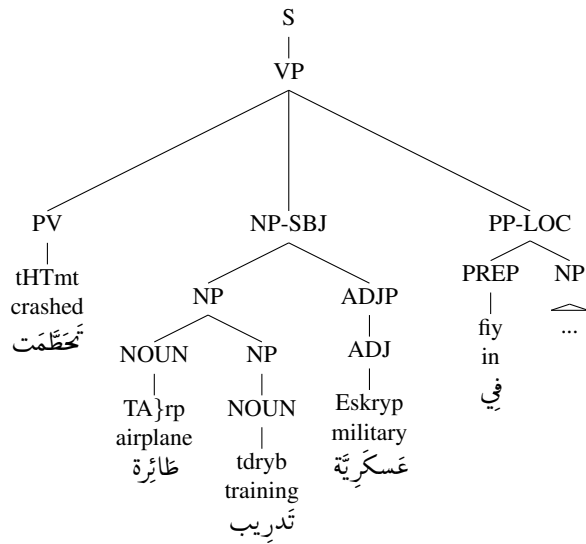 S
VP
PV NP-SBJ PP-LOC
tHTmt
crashed
تَحَطَّمَت
NP ADJP
NOUN NP ADJ
TA}rp
airplane
طَائِرة
NOUN
tdryb
training
تَدرِيب
Eskryp
military
عَسكَرِيَّة
PREP NP
fiy
in
فِي
...